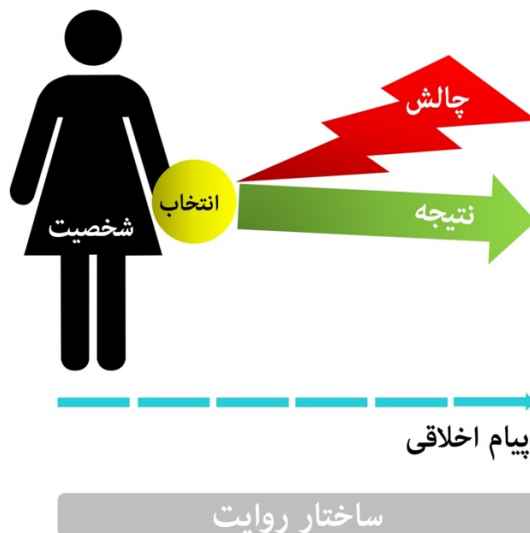 چالش
انتخاب
شخصیت
نتیجه
پیام اخلاقی
ساختار روایت